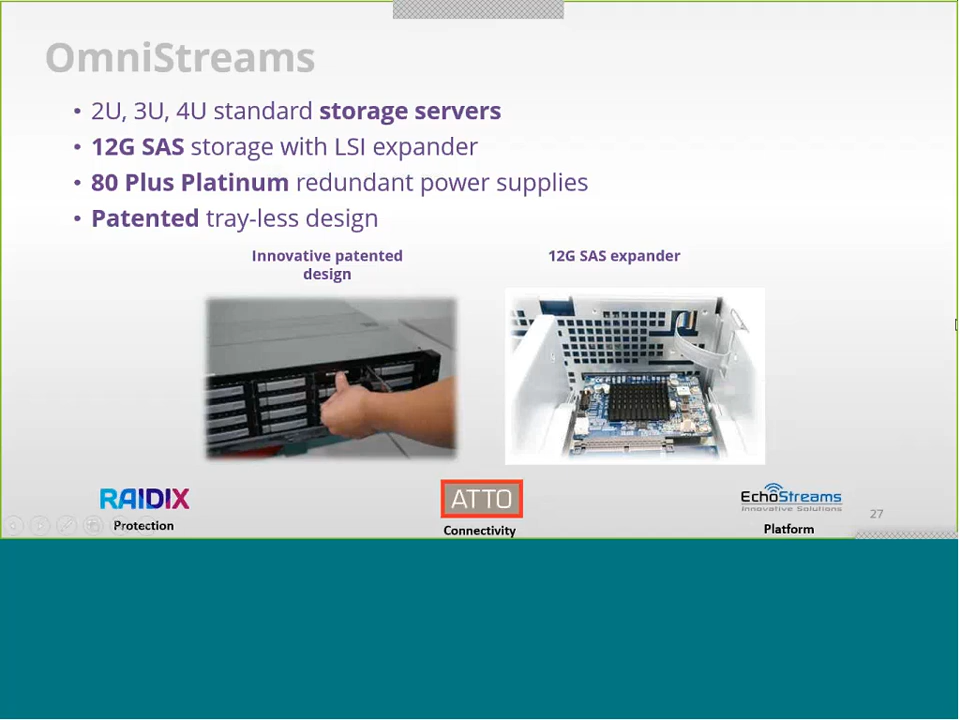 OmniStreams
• 2U, 3U, 4U standard storage servers
• 12G SAS storage with LSI expander
• 80 Plus Platinum redundant power supplies
• Patented tray-less design
Innovative patented
design
12G SAS expander
RAIDIX
Protection
ATTO
Connectivity
EchoStreams
Innovative Solutions
Platform
27